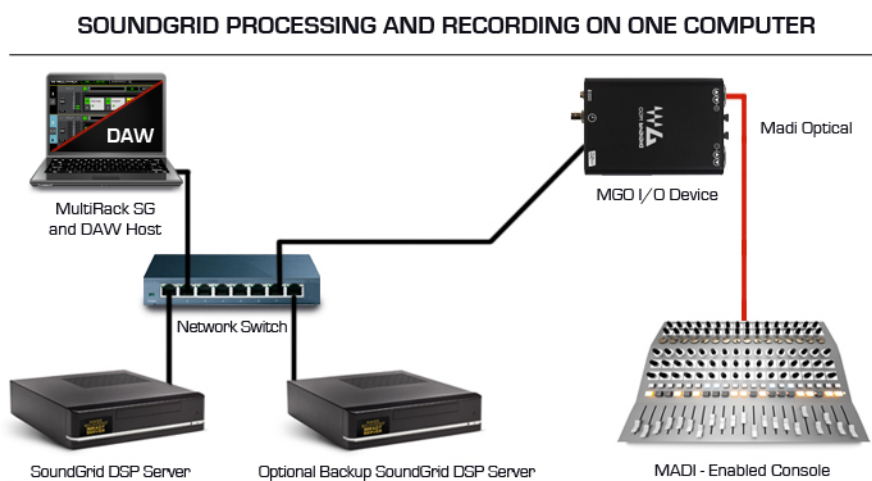 SOUNDGRID PROCESSING AND RECORDING ON ONE COMPUTER
DAW
MultiRack SG
and DAW Host
Madi Optical
MGO I/O Device
Network Switch
SoundGrid DSP Server
Optional Backup SoundGrid DSP Server
MADI - Enabled Console